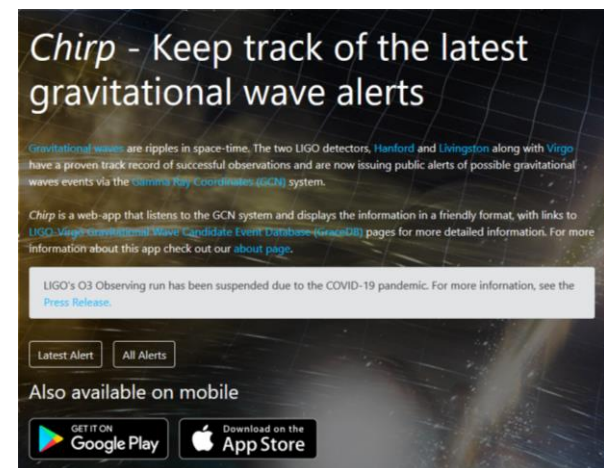 Chirp - Keep track of the latest
gravitational wave alerts
Gravitational waves are ripples in space-time. The two LIGO detectors, Hanford and Livingston along with Virgo
have a proven track record of successful observations and are now issuing public alerts of possible gravitational
waves events via the Gamma Ray Coordinates (GCN) system.
Chirp is a web-app that listens to the GCN system and displays the information in a friendly format, with links to
LIGO-Virgo Gravitational Wave Candidate Event Database (GraceDB) pages for more detailed information. For more
information about this app check out our about page.
LIGO's O3 Observing run has been suspended due to the COVID-19 pandemic. For more infornation, see the
Press Release.
Latest Alert All Alerts
Also available on mobile
GET IT ON
Google Play
Download on the
App Store